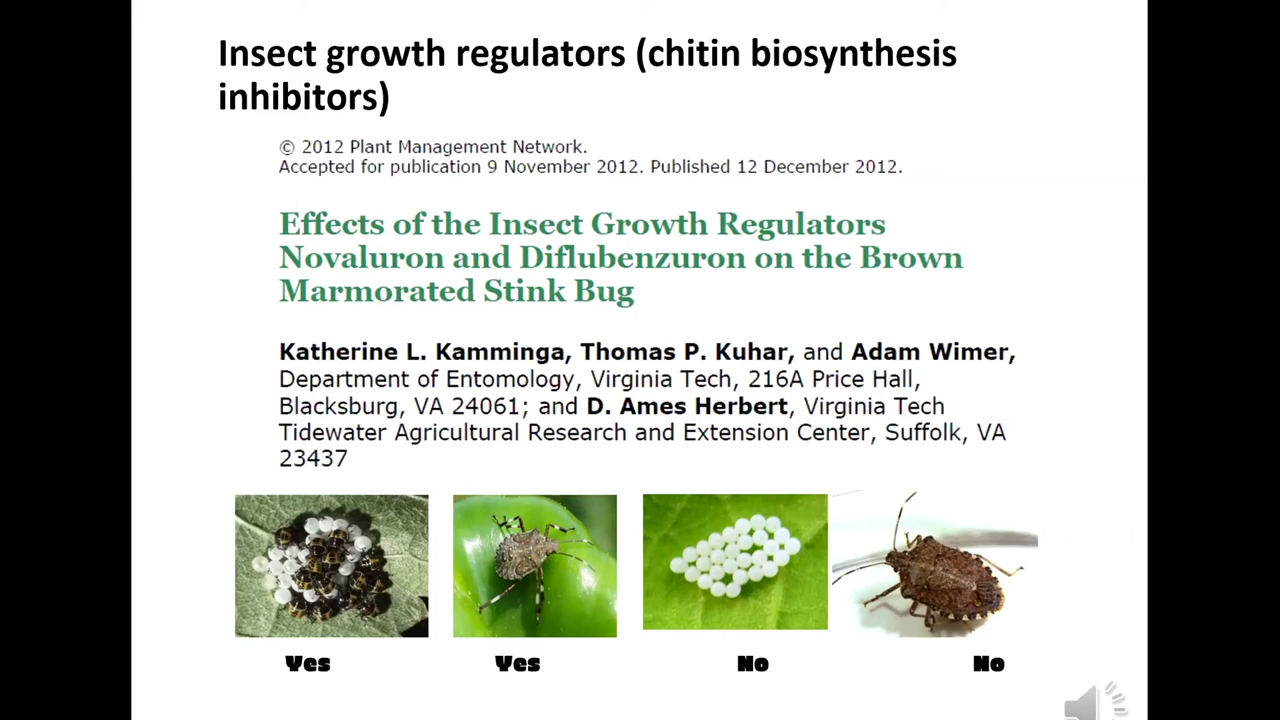 Insect growth regulators (chitin biosynthesis
inhibitors)
© 2012 Plant Management Network.
Accepted for publication 9 November 2012. Published 12 December 2012.
Effects of the Insect Growth Regulators
Novaluron and Diflubenzuron on the Brown
Marmorated Stink Bug
Katherine L. Kamminga, Thomas P. Kuhar, and Adam Wimer,
Department of Entomology, Virginia Tech, 216A Price Hall,
Blacksburg, VA 24061; and D. Ames Herbert, Virginia Tech
Tidewater Agricultural Research and Extension Center, Suffolk, VA
23437
Yes Yes No No